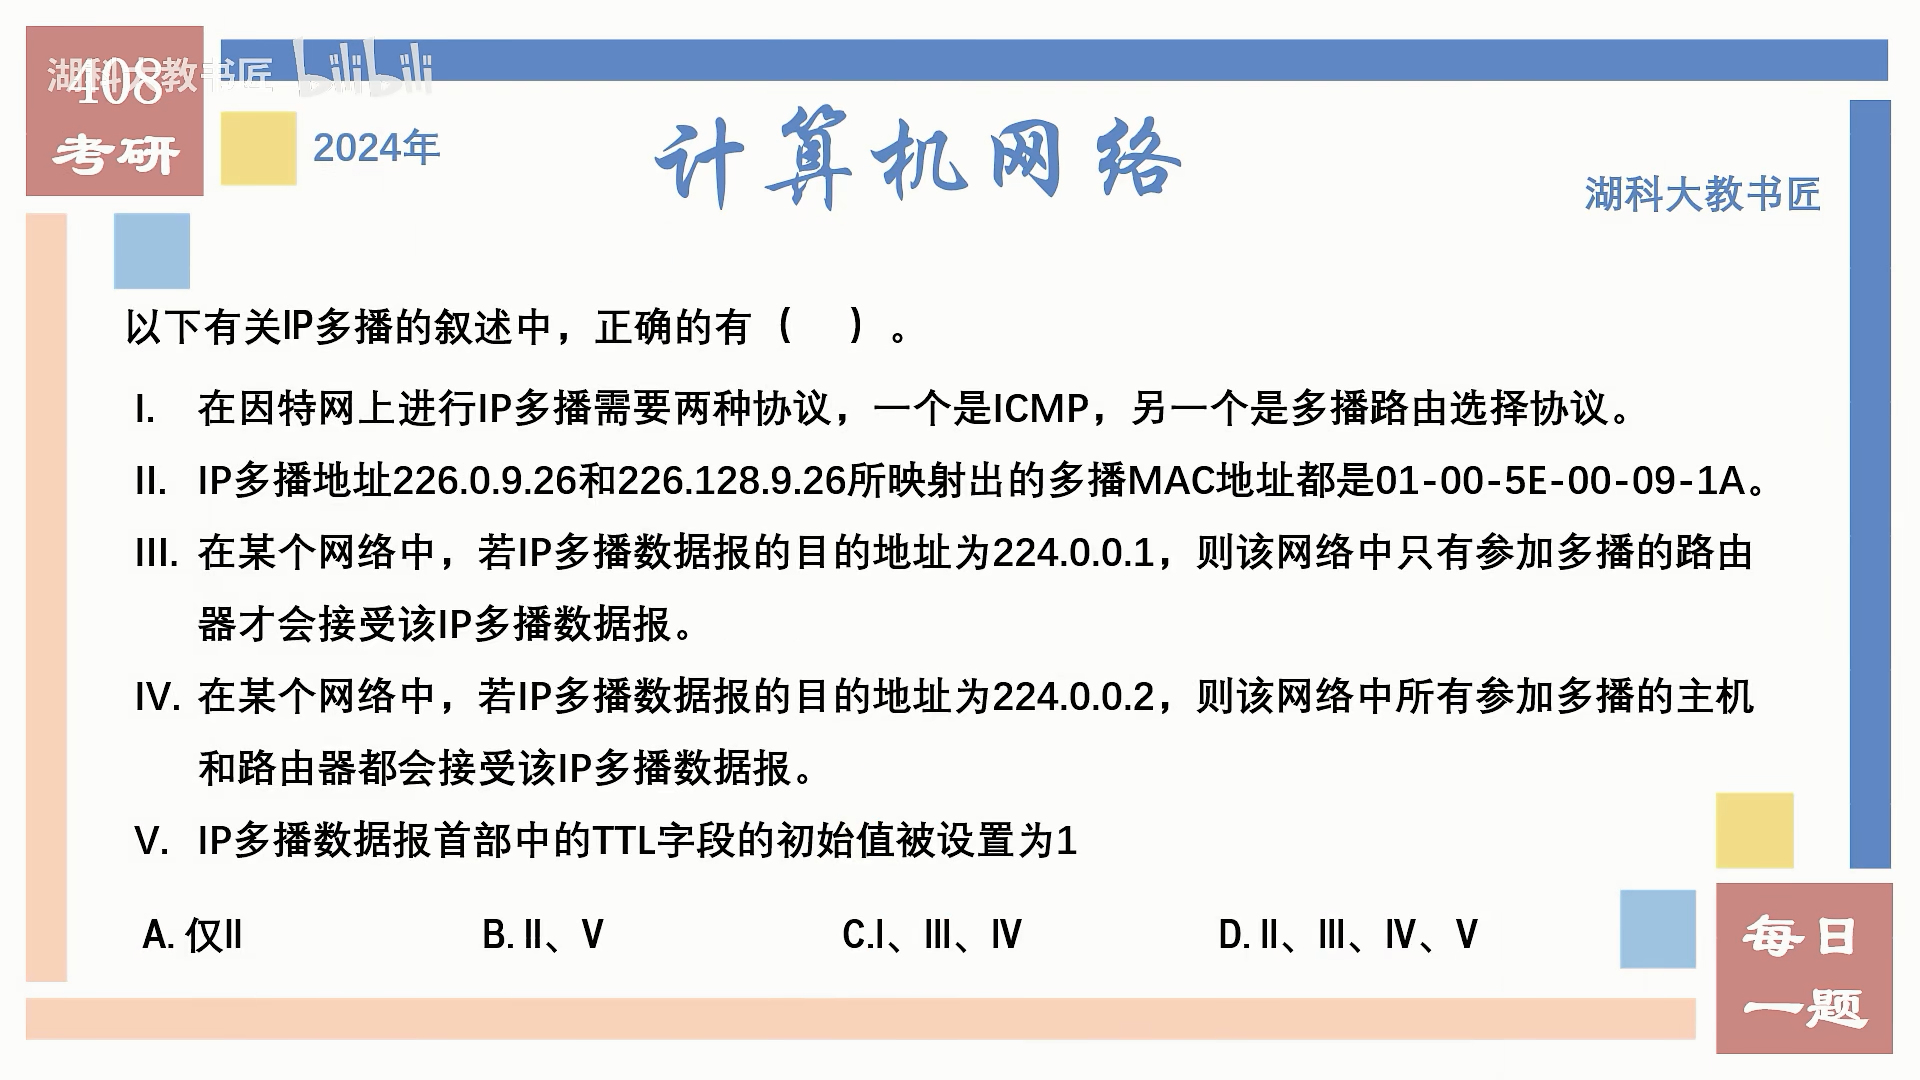 湖科大教书匠 bilibili
408
考研
2024年
计算机网络
湖科大教书匠
以下有关IP多播的叙述中，正确的有（　）。
I. 在因特网上进行IP多播需要两种协议，一个是ICMP，另一个是多播路由选择协议。
II. IP多播地址226.0.9.26和226.128.9.26所映射出的多播MAC地址都是01-00-5E-00-09-1A。
III. 在某个网络中，若IP多播数据报的目的地址为224.0.0.1，则该网络中只有参加多播的路由
器才会接受该IP多播数据报。
IV. 在某个网络中，若IP多播数据报的目的地址为224.0.0.2，则该网络中所有参加多播的主机
和路由器都会接受该IP多播数据报。
V. IP多播数据报首部中的TTL字段的初始值被设置为1
A. 仅II B. II、V C.I、III、IV D. II、III、IV、V
每日
一题